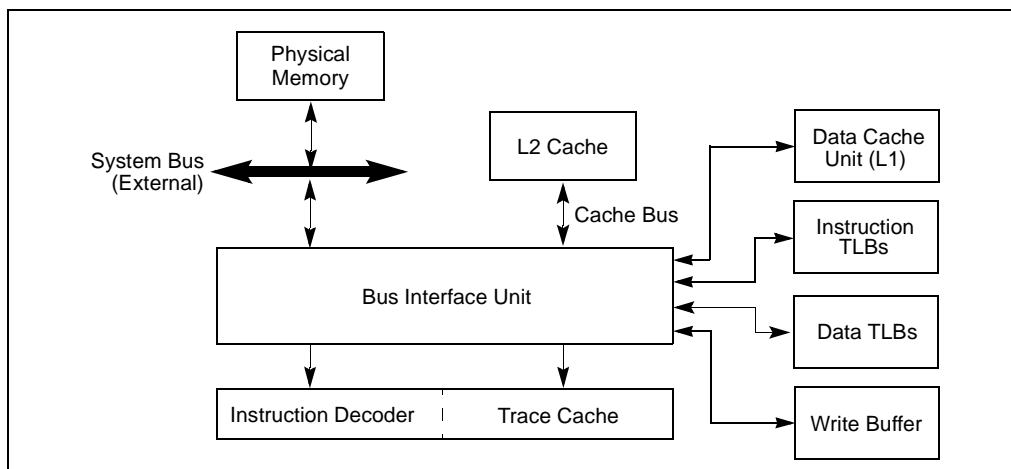 Physical
Memory
System Bus
(External)
L2 Cache
Cache Bus
Data Cache
Unit (L1)
Instruction
TLBs
Bus Interface Unit
Data TLBs
Instruction Decoder
Trace Cache
Write Buffer